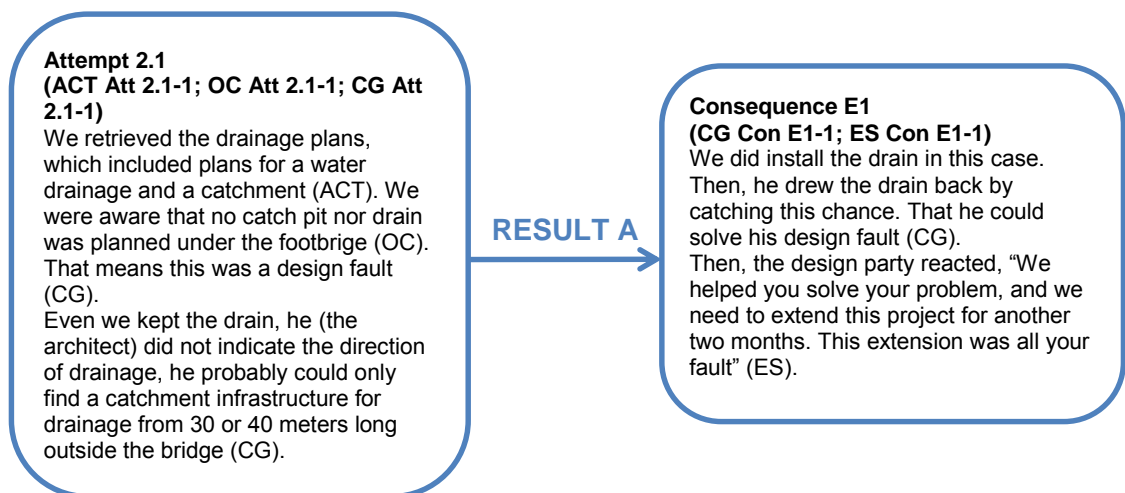 Attempt 2.1
(ACT Att 2.1-1; OC Att 2.1-1; CG Att
2.1-1)
We retrieved the drainage plans,
which included plans for a water
drainage and a catchment (ACT). We
were aware that no catch pit nor drain
was planned under the footbrige (OC).
That means this was a design fault
(CG).
Even we kept the drain, he (the
architect) did not indicate the direction
of drainage, he probably could only
find a catchment infrastructure for
drainage from 30 or 40 meters long
outside the bridge (CG).
RESULT A
Consequence E1
(CG Con E1-1; ES Con E1-1)
We did install the drain in this case.
Then, he drew the drain back by
catching this chance. That he could
solve his design fault (CG).
Then, the design party reacted, “We
helped you solve your problem, and we
need to extend this project for another
two months. This extension was all your
fault” (ES).